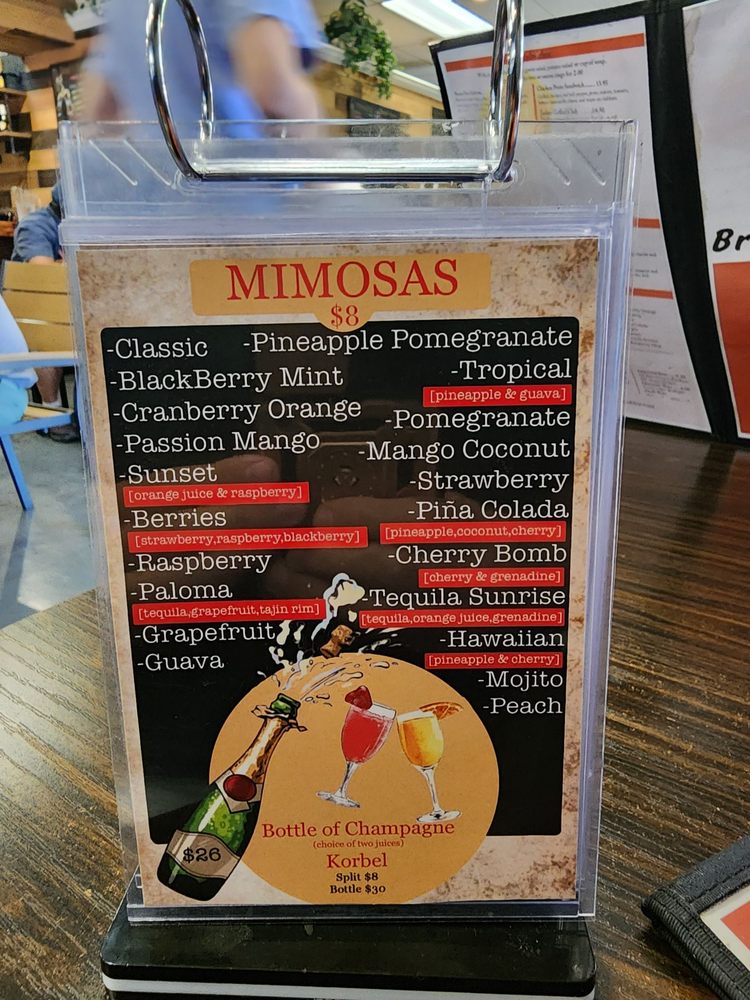 MIMOSAS
$8
-Classic
-BlackBerry Mint
-Cranberry Orange
-Passion Mango
-Sunset
[orange juice & raspberry]
-Berries
[strawberry,raspberry,blackberry]
-Raspberry
-Paloma
[tequila,grapefruit,tajin rim]
-Grapefruit
-Guava
-Pineapple Pomegranate
-Tropical
[pineapple & guava]
-Pomegranate
-Mango Coconut
-Strawberry
-Piña Colada
[pineapple,coconut,cherry]
-Cherry Bomb
[cherry & grenadine]
-Tequila Sunrise
[tequila,orange juice,grenadine]
-Hawaiian
[pineapple & cherry]
-Mojito
-Peach
$26
Bottle of Champagne
(choice of two juices)
Korbel
Split $8
Bottle $30
Br